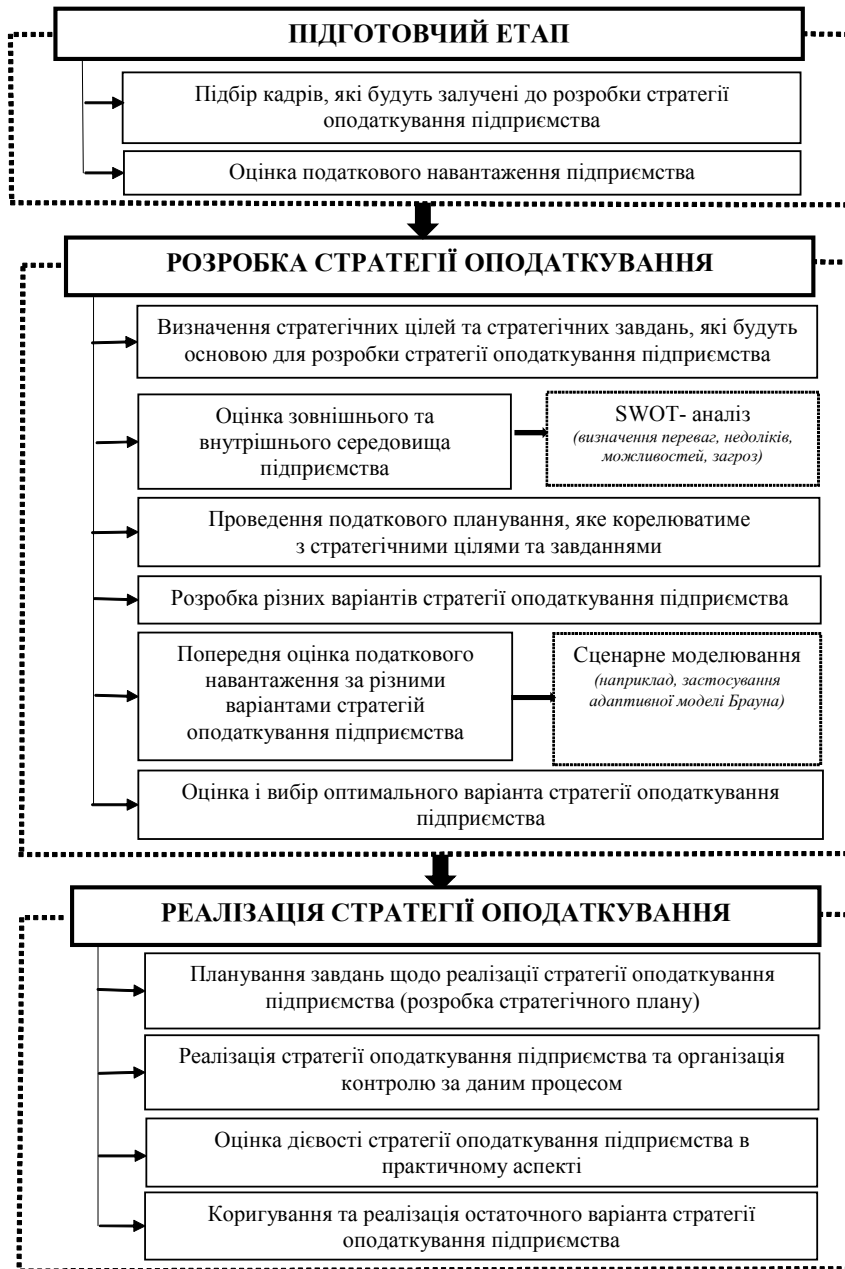 ПІДГОТОВЧИЙ ЕТАП
Підбір кадрів, які будуть залучені до розробки стратегії
оподаткування підприємства
Оцінка податкового навантаження підприємства
РОЗРОБКА СТРАТЕГІЇ ОПОДАТКУВАННЯ
Визначення стратегічних цілей та стратегічних завдань, які будуть
основою для розробки стратегії оподаткування підприємства
Оцінка зовнішнього та
внутрішнього середовища
підприємства
SWOT- аналіз
(визначення переваг, недоліків,
можливостей, загроз)
Проведення податкового планування, яке корелюватиме
з стратегічними цілями та завданнями
Розробка різних варіантів стратегії оподаткування підприємства
Попередня оцінка податкового
навантаження за різними
варіантами стратегій
оподаткування підприємства
Сценарне моделювання
(наприклад, застосування
адаптивної моделі Брауна)
Оцінка і вибір оптимального варіанта стратегії оподаткування
підприємства
РЕАЛІЗАЦІЯ СТРАТЕГІЇ ОПОДАТКУВАННЯ
Планування завдань щодо реалізації стратегії оподаткування
підприємства (розробка стратегічного плану)
Реалізація стратегії оподаткування підприємства та організація
контролю за даним процесом
Оцінка дієвості стратегії оподаткування підприємства в
практичному аспекті
Коригування та реалізація остаточного варіанта стратегії
оподаткування підприємства